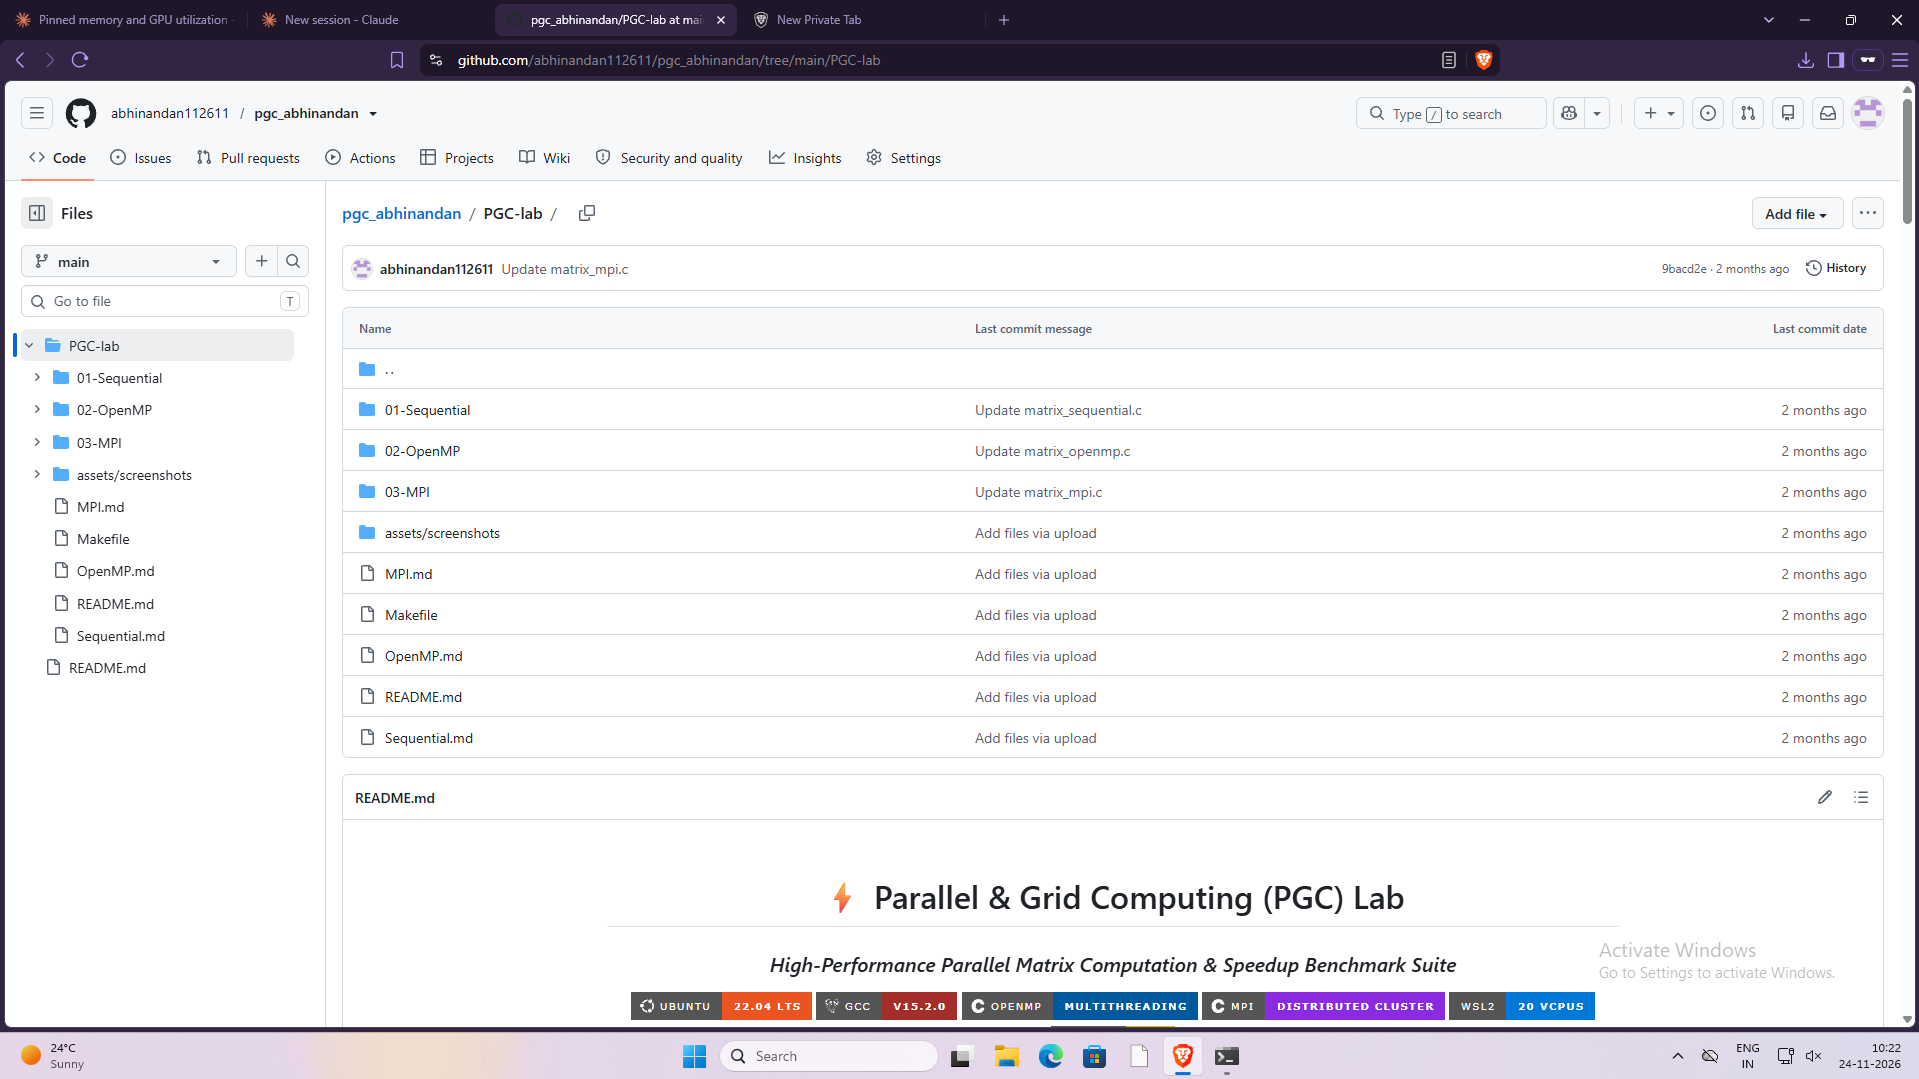 Pinned memory and GPU utilization
New session - Claude
pgc_abhinandan/PGC-lab at mai
New Private Tab
github.com/abhinandan112611/pgc_abhinandan/tree/main/PGC-lab
abhinandan112611 / pgc_abhinandan
Type / to search
Code
Issues
Pull requests
Actions
Projects
Wiki
Security and quality
Insights
Settings
Files
main
Go to file
T
PGC-lab
01-Sequential
02-OpenMP
03-MPI
assets/screenshots
MPI.md
Makefile
OpenMP.md
README.md
Sequential.md
README.md
pgc_abhinandan / PGC-lab /
Add file
abhinandan112611 Update matrix_mpi.c
9bacd2e · 2 months ago
History
Name Last commit message Last commit date
..
01-Sequential Update matrix_sequential.c 2 months ago
02-OpenMP Update matrix_openmp.c 2 months ago
03-MPI Update matrix_mpi.c 2 months ago
assets/screenshots Add files via upload 2 months ago
MPI.md Add files via upload 2 months ago
Makefile Add files via upload 2 months ago
OpenMP.md Add files via upload 2 months ago
README.md Add files via upload 2 months ago
Sequential.md Add files via upload 2 months ago
README.md
Parallel & Grid Computing (PGC) Lab
High-Performance Parallel Matrix Computation & Speedup Benchmark Suite
UBUNTU 22.04 LTS GCC V15.2.0 OPENMP MULTITHREADING MPI DISTRIBUTED CLUSTER WSL2 20 VCPUS
Activate Windows
Go to Settings to activate Windows.
24°C
Sunny
Search
ENG
IN
10:22
24-11-2026